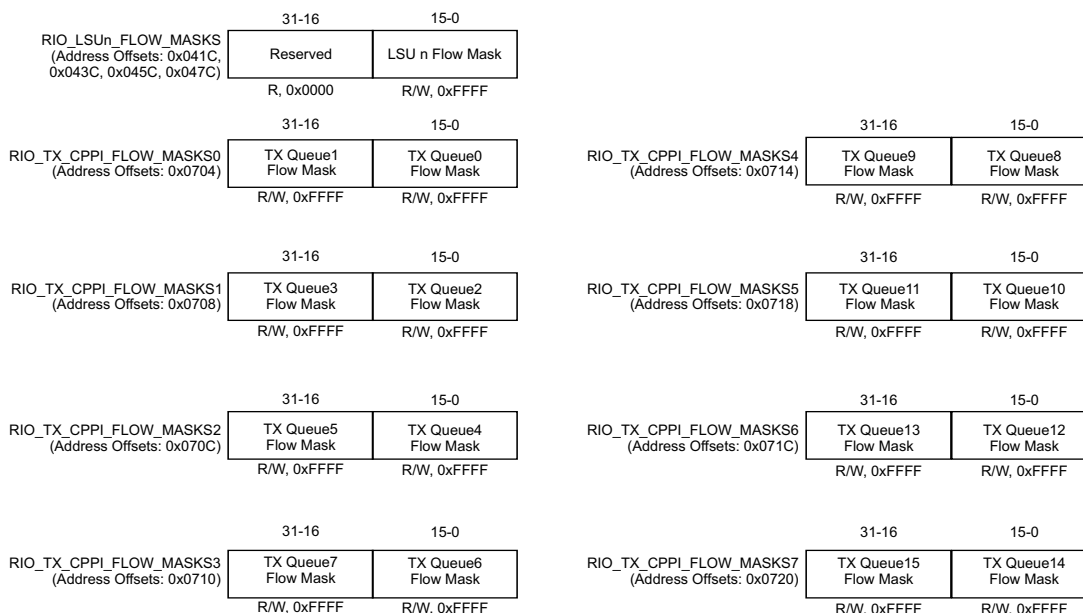 31-16 15-0
RIO_LSUn_FLOW_MASKS
(Address Offsets: 0x041C,
0x043C, 0x045C, 0x047C)
Reserved LSU n Flow Mask
R, 0x0000 R/W, 0xFFFF
31-16 15-0
RIO_TX_CPPI_FLOW_MASKS0
(Address Offsets: 0x0704)
TX Queue1 TX Queue0
Flow Mask Flow Mask
R/W, 0xFFFF R/W, 0xFFFF
31-16 15-0
RIO_TX_CPPI_FLOW_MASKS4
(Address Offsets: 0x0714)
TX Queue9 TX Queue8
Flow Mask Flow Mask
R/W, 0xFFFF R/W, 0xFFFF
31-16 15-0
RIO_TX_CPPI_FLOW_MASKS1
(Address Offsets: 0x0708)
TX Queue3 TX Queue2
Flow Mask Flow Mask
R/W, 0xFFFF R/W, 0xFFFF
31-16 15-0
RIO_TX_CPPI_FLOW_MASKS5
(Address Offsets: 0x0718)
TX Queue11 TX Queue10
Flow Mask Flow Mask
R/W, 0xFFFF R/W, 0xFFFF
31-16 15-0
RIO_TX_CPPI_FLOW_MASKS2
(Address Offsets: 0x070C)
TX Queue5 TX Queue4
Flow Mask Flow Mask
R/W, 0xFFFF R/W, 0xFFFF
31-16 15-0
RIO_TX_CPPI_FLOW_MASKS6
(Address Offsets: 0x071C)
TX Queue13 TX Queue12
Flow Mask Flow Mask
R/W, 0xFFFF R/W, 0xFFFF
31-16 15-0
RIO_TX_CPPI_FLOW_MASKS3
(Address Offsets: 0x0710)
TX Queue7 TX Queue6
Flow Mask Flow Mask
R/W, 0xFFFF R/W, 0xFFFF
31-16 15-0
RIO_TX_CPPI_FLOW_MASKS7
(Address Offsets: 0x0720)
TX Queue15 TX Queue14
Flow Mask Flow Mask
R/W, 0xFFFF R/W, 0xFFFF